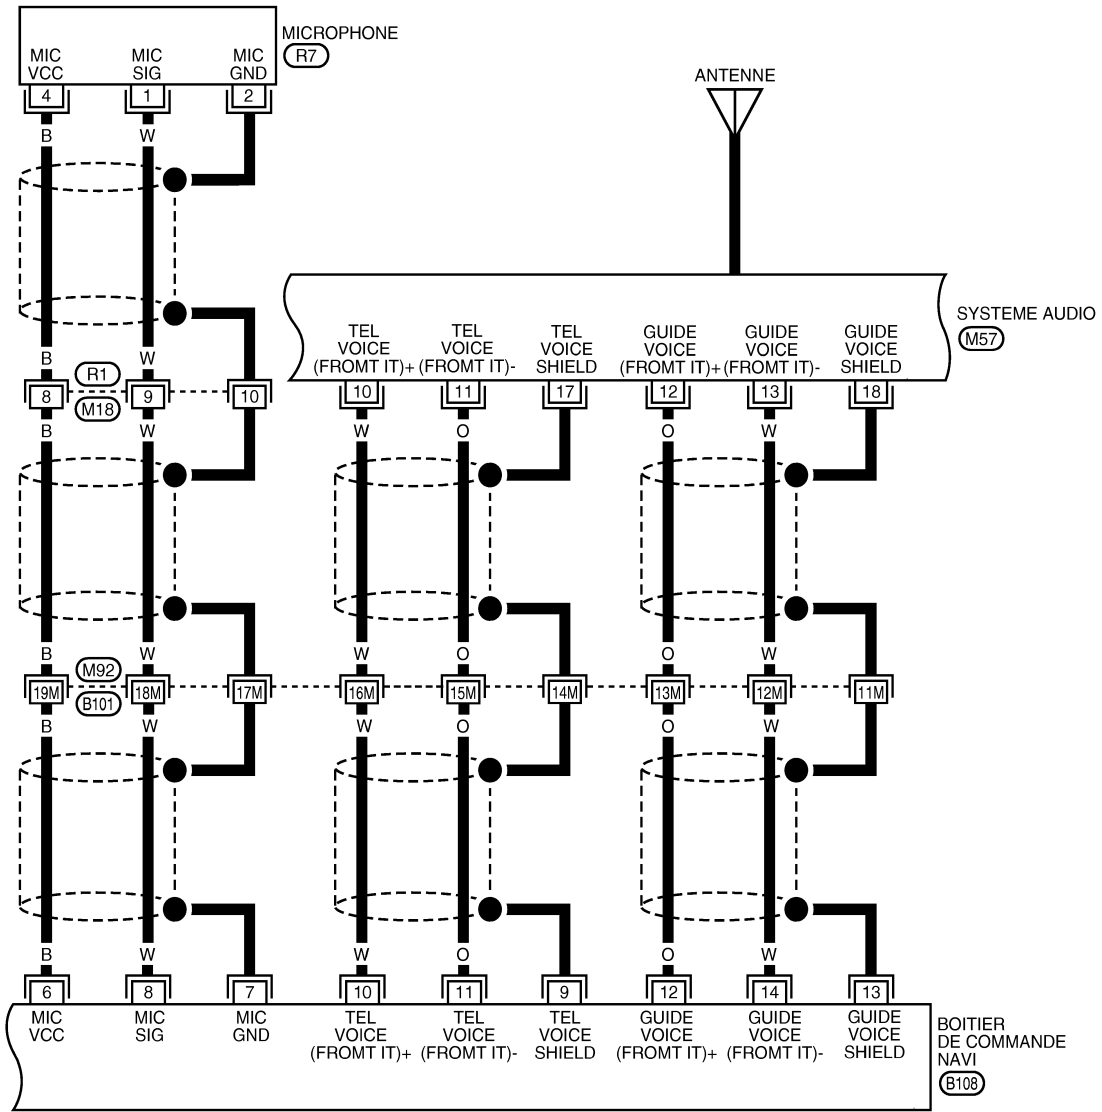 MICROPHONE
R7
MIC MIC MIC
VCC SIG GND
4 1 2
B W
ANTENNE
B W
R1
8 9 10
M18
B W
SYSTEME AUDIO
M57
TEL TEL TEL GUIDE GUIDE GUIDE
VOICE VOICE VOICE VOICE VOICE VOICE
(FROMT IT)+ (FROMT IT)- SHIELD (FROMT IT)+ (FROMT IT)- SHIELD
10 11 17 12 13 18
W O O W
B W W O O W
M92
19M 18M 17M 16M 15M 14M 13M 12M 11M
B101
B W W O O W
B W W O O W
6 8 7 10 11 9 12 14 13
MIC MIC MIC TEL TEL TEL GUIDE GUIDE GUIDE
VCC SIG GND VOICE VOICE VOICE VOICE VOICE VOICE
(FROMT IT)+ (FROMT IT)- SHIELD (FROMT IT)+ (FROMT IT)- SHIELD
BOITIER
DE COMMANDE
NAVI
B108